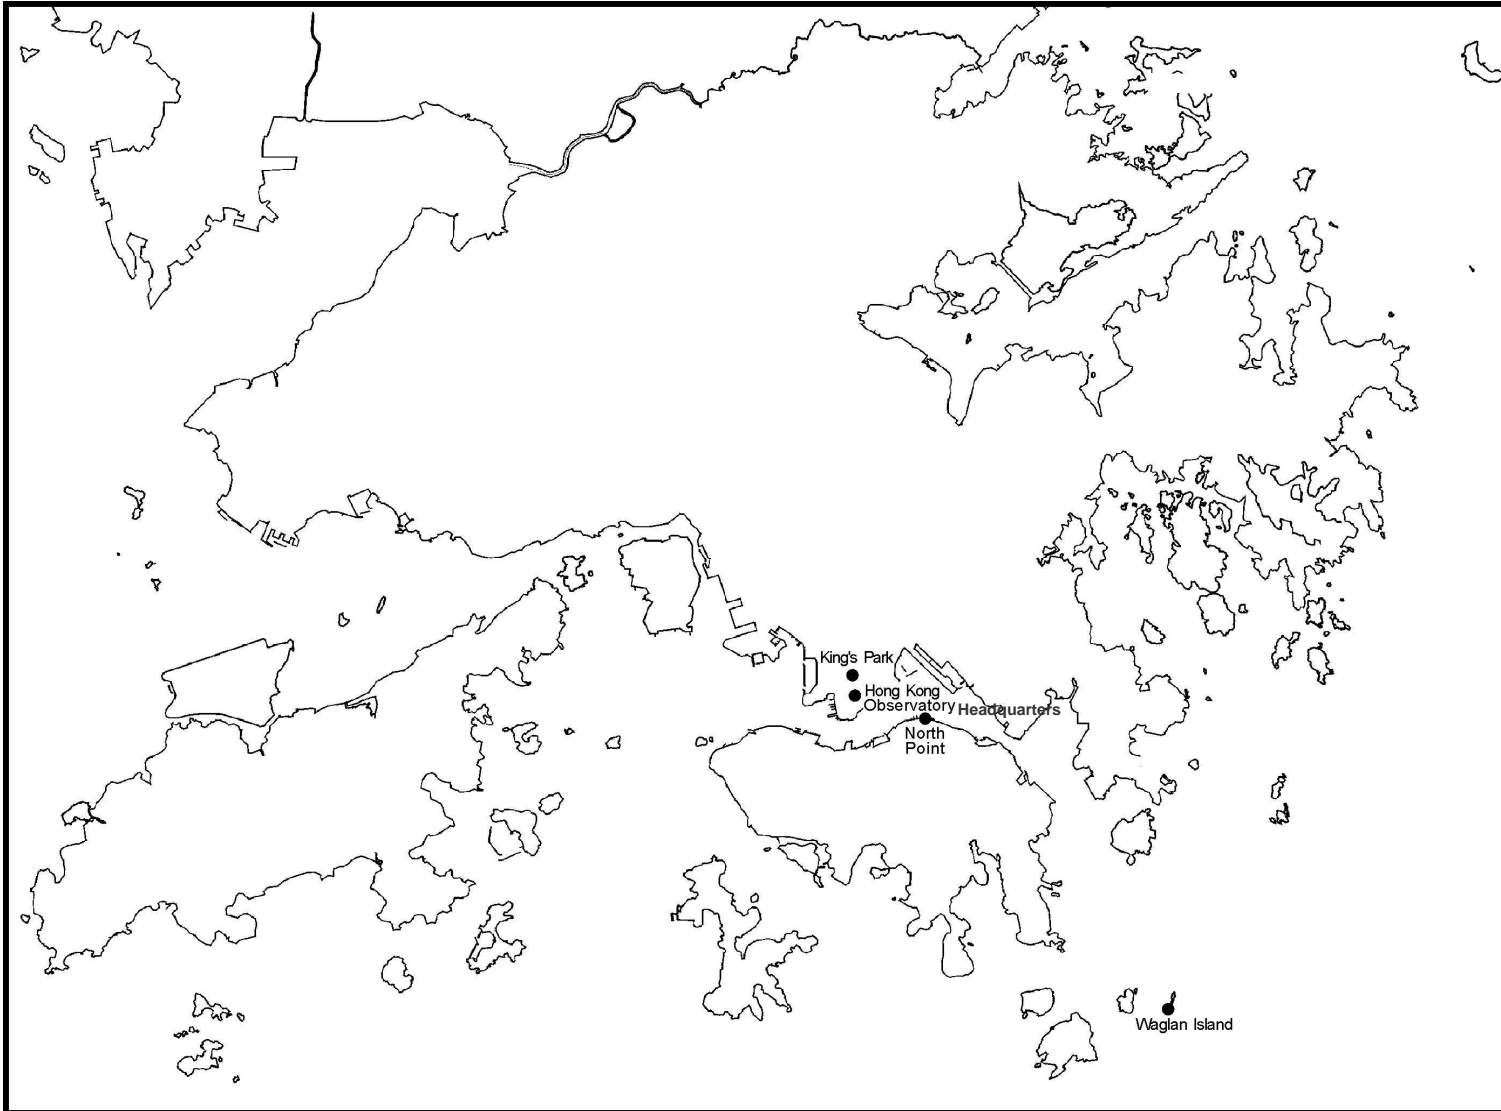 King's Park
Hong Kong
Observatory Headquarters
North
Point
Waglan Island